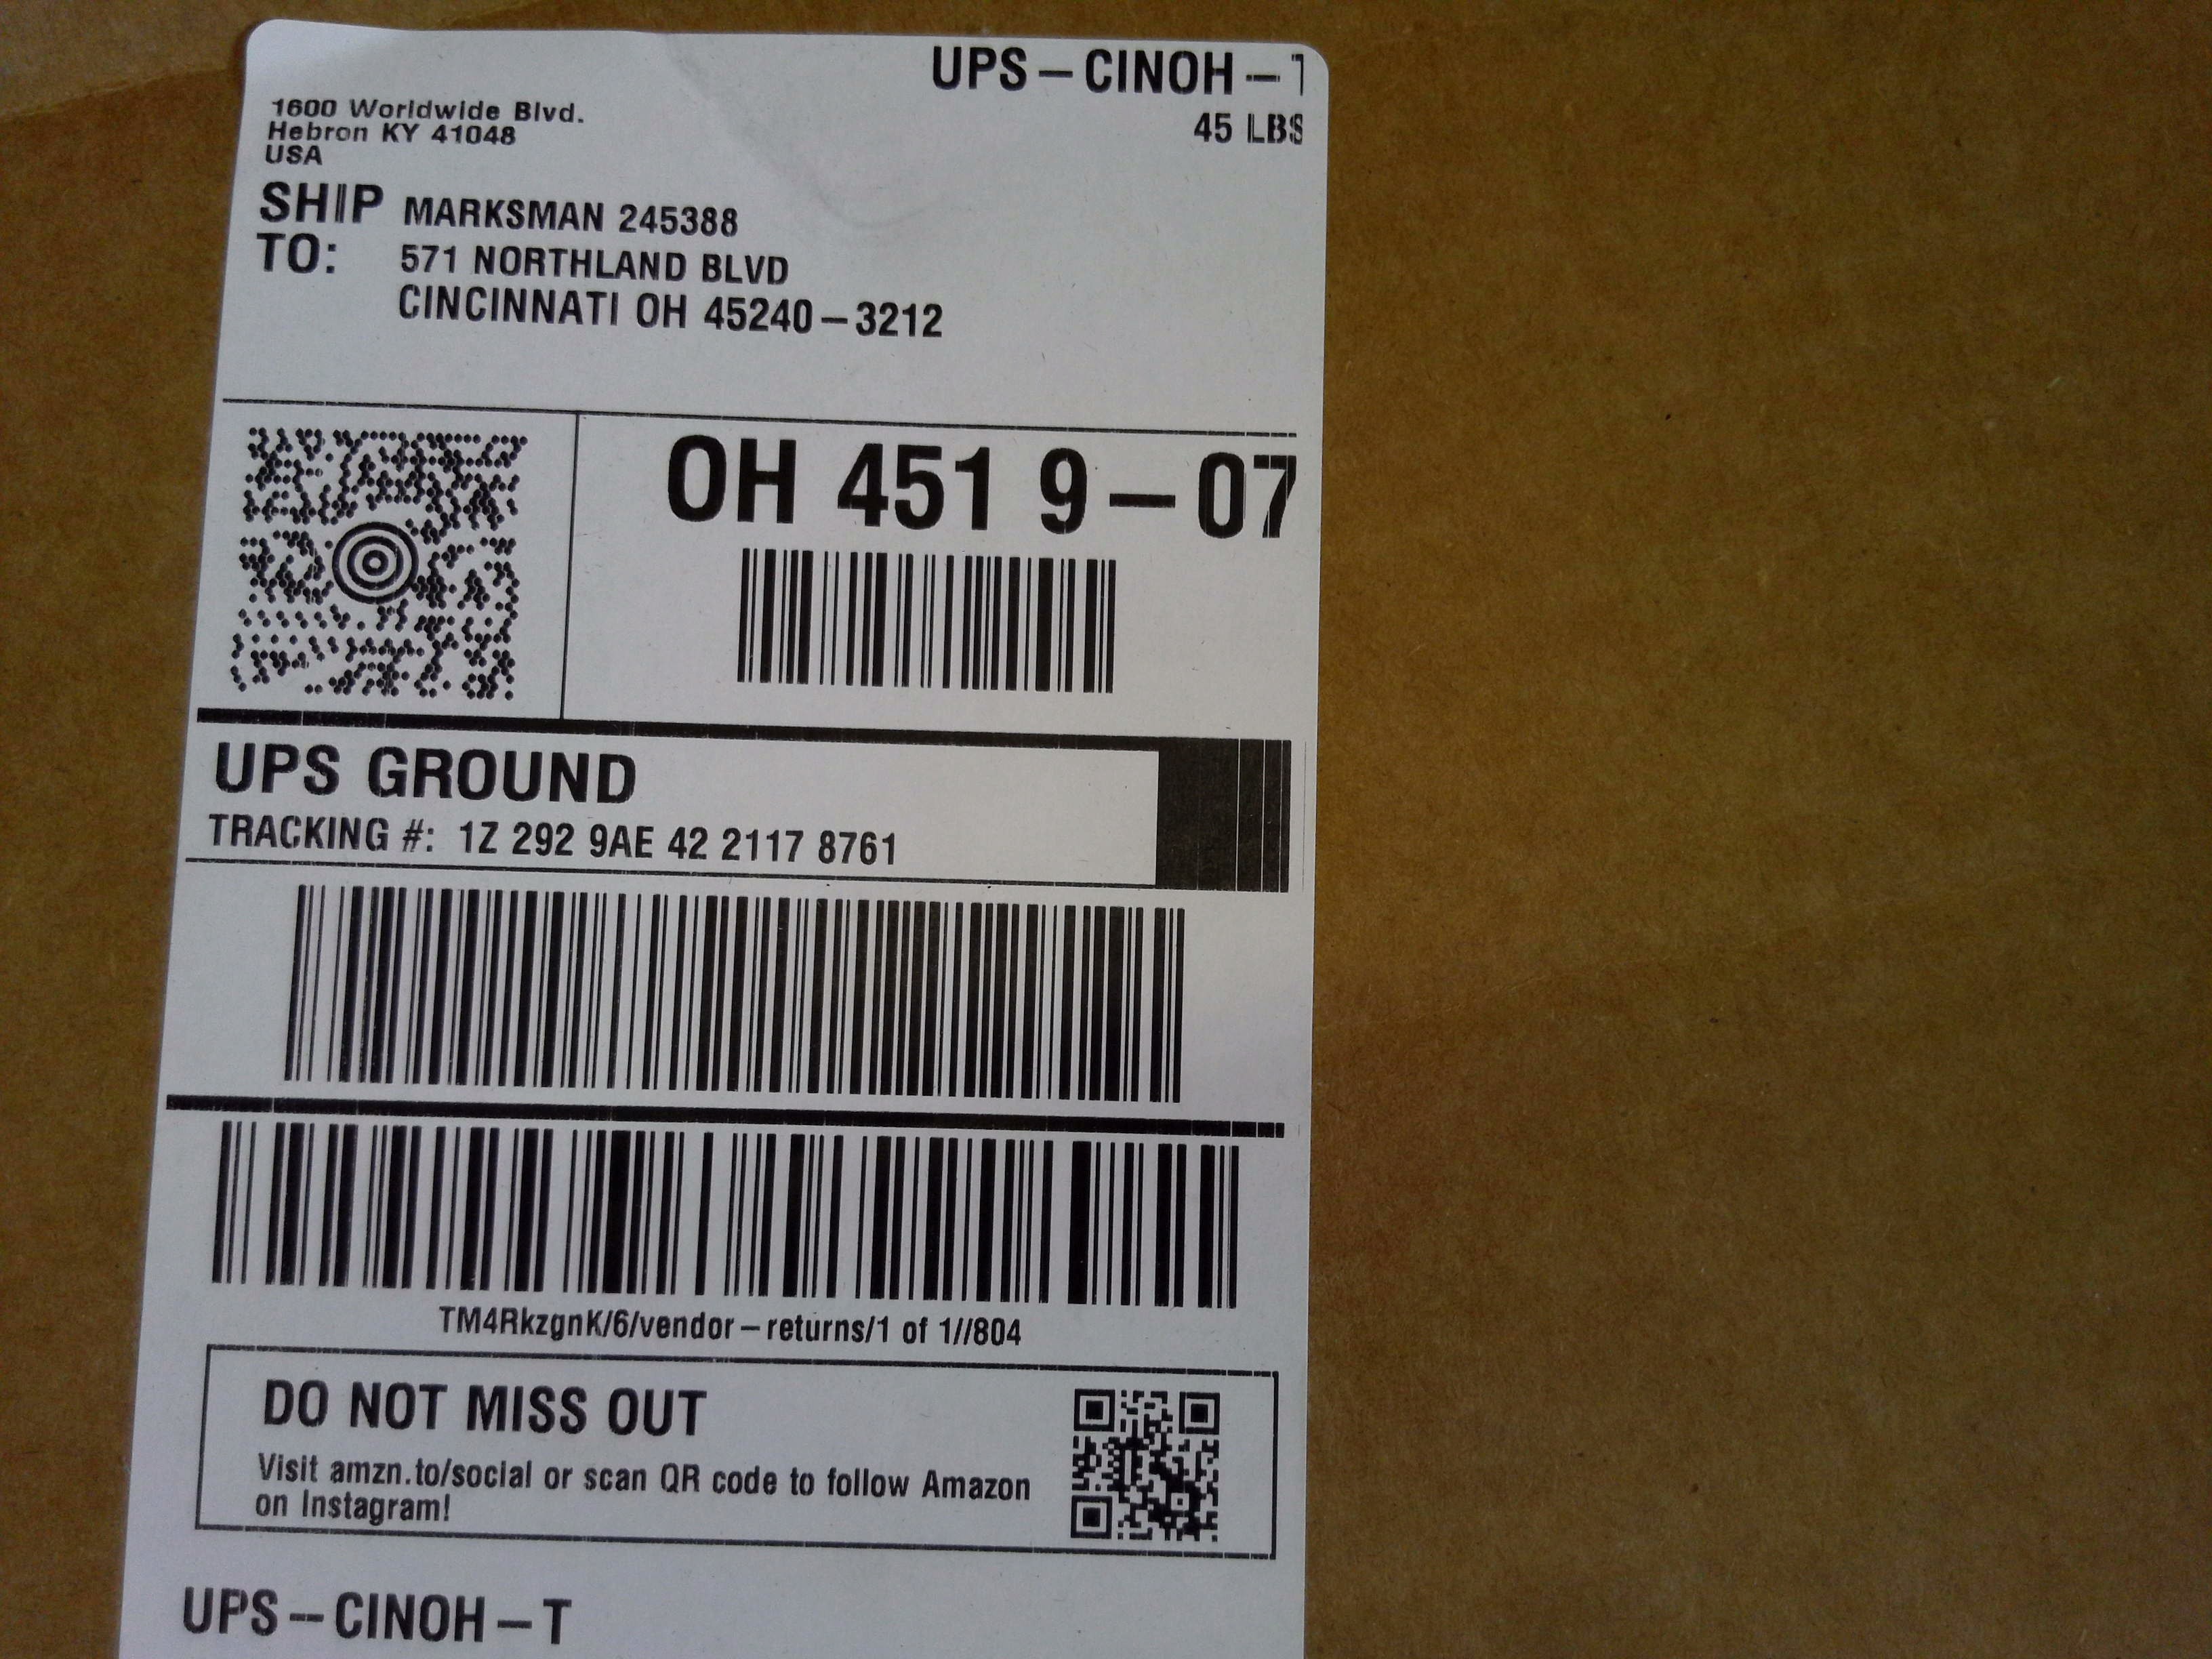 UPS – CINOH – T
1600 Worldwide Blvd.
45 LBS
Hebron KY 41048
USA
SHIP TO:
MARKSMAN 245388
571 NORTHLAND BLVD
CINCINNATI OH 45240 – 3212
OH 451 9 – 07
UPS GROUND
TRACKING #: 1Z 292 9AE 42 2117 8761
TM4RkzgnK/6/vendor – returns/1 of 1//804
DO NOT MISS OUT
Visit amzn.to/social or scan QR code to follow Amazon
on Instagram!
UPS – CINOH – T